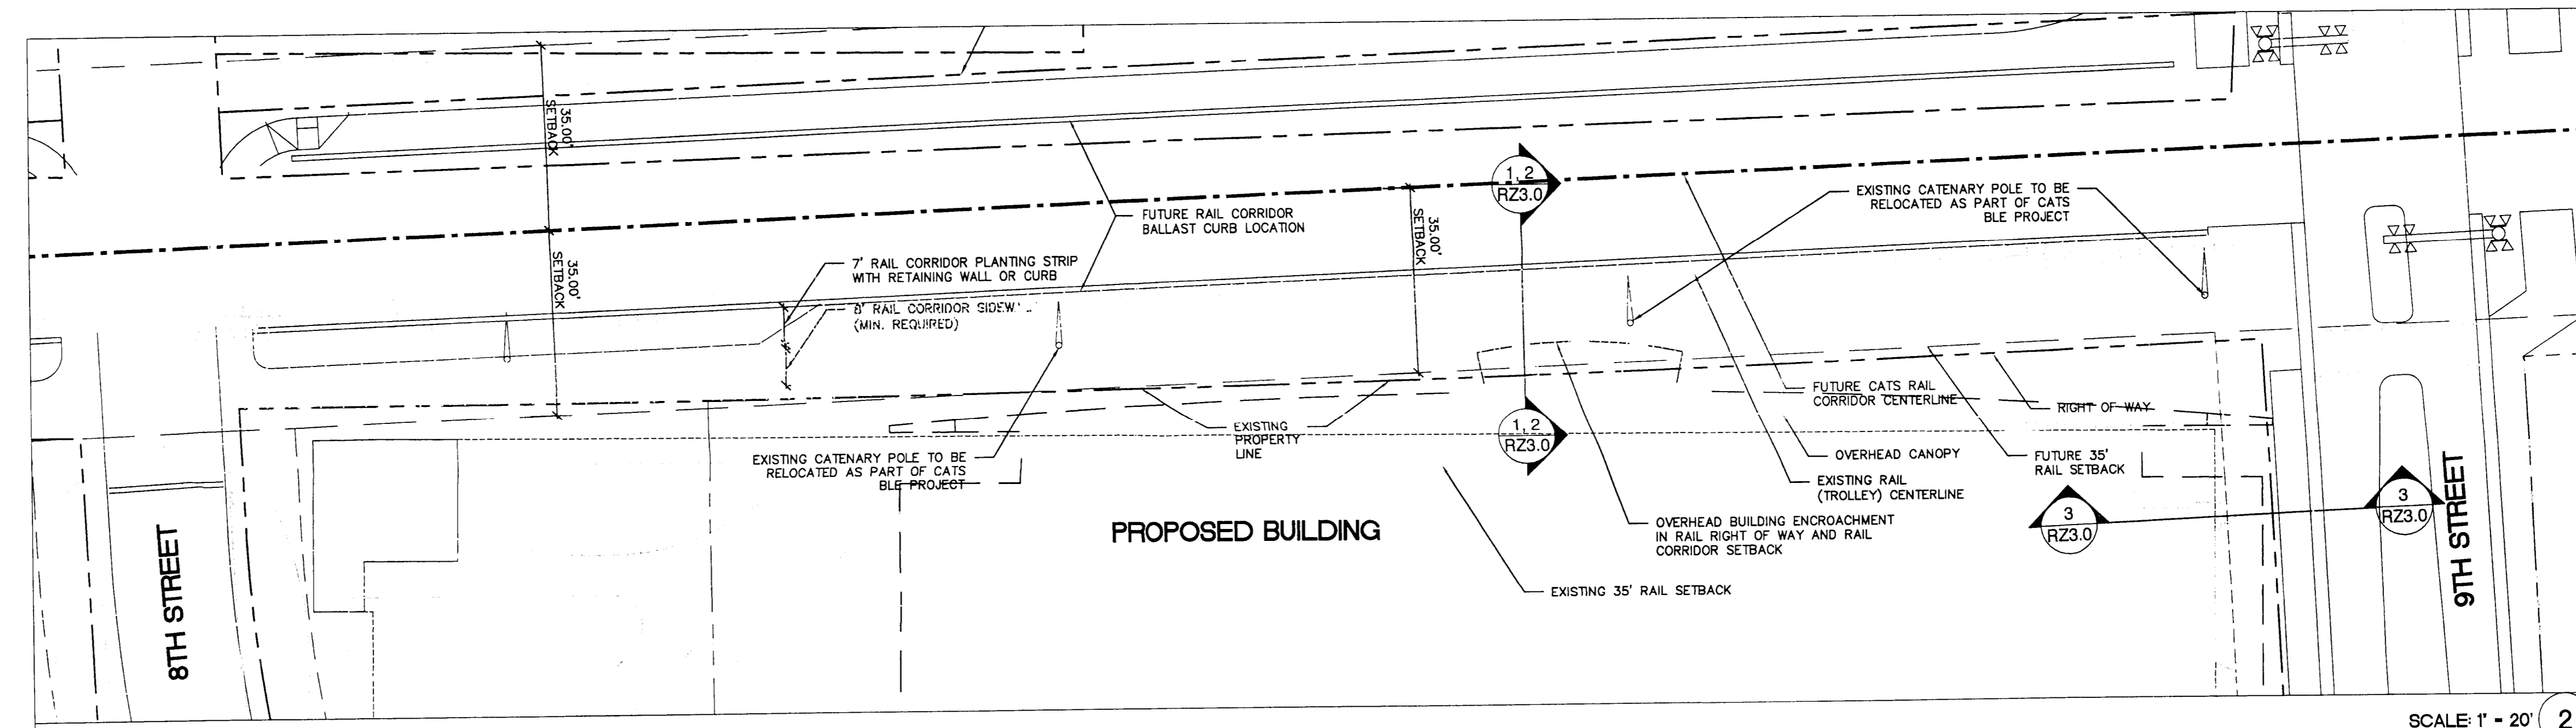 35.00'
SETBACK
1, 2
RZ3.0
EXISTING CATENARY POLE TO BE
RELOCATED AS PART OF CATS
BLE PROJECT
FUTURE RAIL CORRIDOR
BALLAST CURB LOCATION
35.00'
SETBACK
35.00'
SETBACK
7' RAIL CORRIDOR PLANTING STRIP
WITH RETAINING WALL OR CURB
8' RAIL CORRIDOR
(MIN. REQUIRED)
FUTURE CATS RAIL
CORRIDOR CENTERLINE
RIGHT OF WAY
EXISTING
PROPERTY
LINE
1, 2
RZ3.0
EXISTING CATENARY POLE TO BE
RELOCATED AS PART OF CATS
BLE PROJECT
OVERHEAD CANOPY
FUTURE 35'
RAIL SETBACK
EXISTING RAIL
(TROLLEY) CENTERLINE
3
RZ3.0
3
RZ3.0
OVERHEAD BUILDING ENCROACHMENT
IN RAIL RIGHT OF WAY AND RAIL
CORRIDOR SETBACK
PROPOSED BUILDING
8TH STREET
9TH STREET
EXISTING 35' RAIL SETBACK
SCALE: 1' - 20'
2